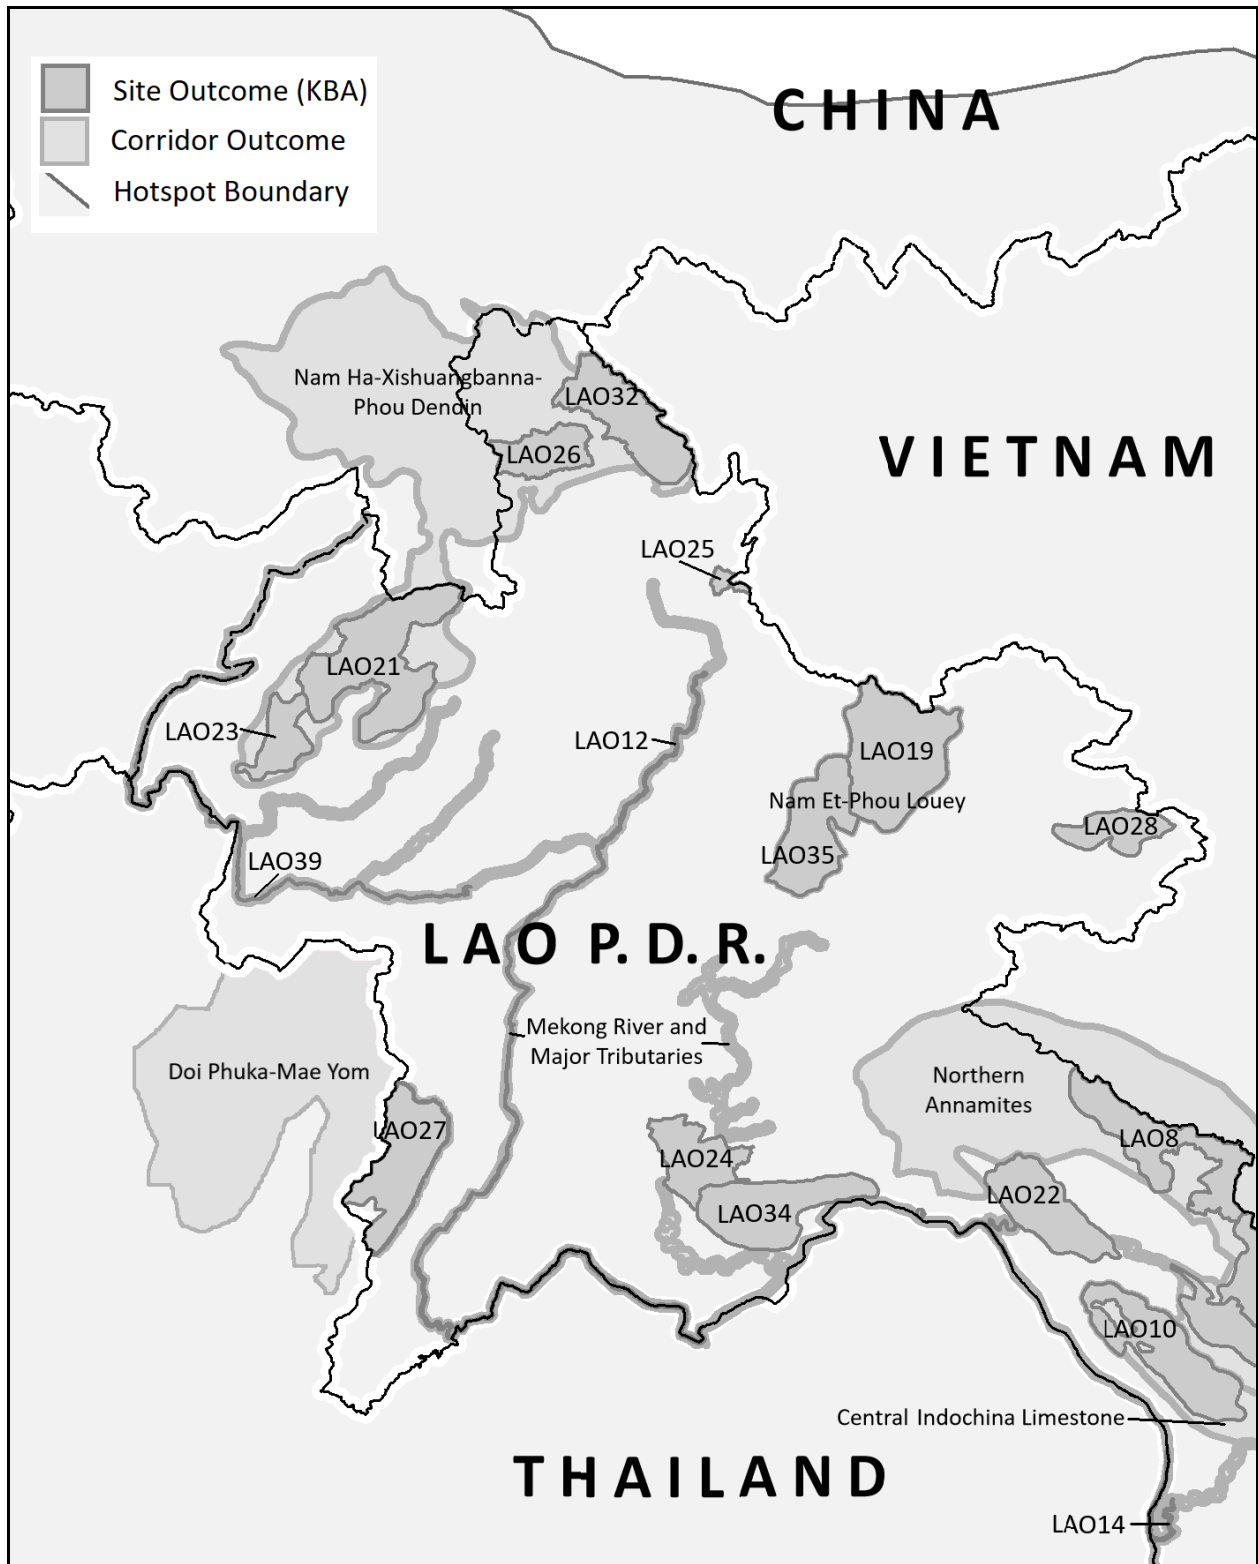 Site Outcome (KBA)
Corridor Outcome
Hotspot Boundary
CHINA
Nam Ha-Xishuangbanna-
Phou Dendin
LAO32
LAO26
VIETNAM
LAO25
LAO21
LAO23
LAO12
LAO19
Nam Et-Phou Louey
LAO28
LAO35
LAO39
LAO P.D.R.
Mekong River and
Major Tributaries
Doi Phuka-Mae Yom
Northern
Annamites
LAO27
LAO8
LAO24
LAO22
LAO34
LAO10
Central Indochina Limestone
THAILAND
LAO14